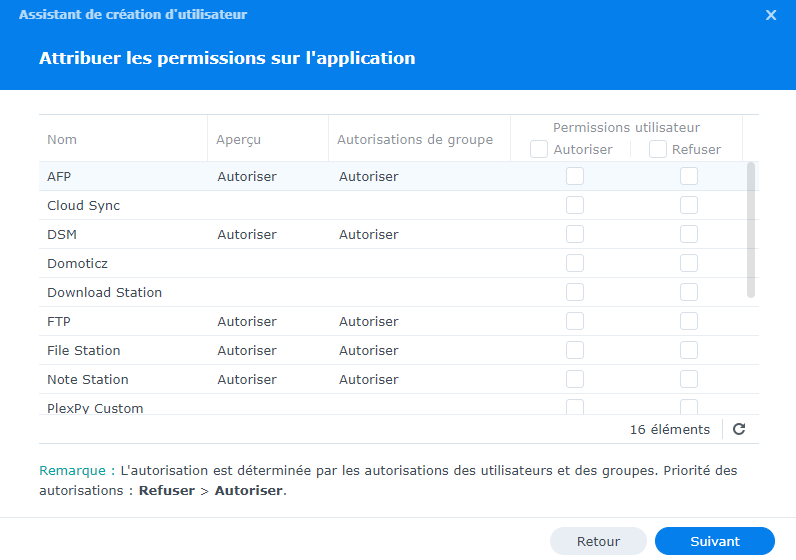 Assistant de création d'utilisateur
Attribuer les permissions sur l'application
Nom Aperçu Autorisations de groupe Permissions utilisateur
Autoriser Refuser
AFP Autoriser Autoriser
Cloud Sync
DSM Autoriser Autoriser
Domoticz
Download Station
FTP Autoriser Autoriser
File Station Autoriser Autoriser
Note Station Autoriser Autoriser
PlexPy Custom
16 éléments
Remarque : L'autorisation est déterminée par les autorisations des utilisateurs et des groupes. Priorité des
autorisations : Refuser > Autoriser.
Retour Suivant